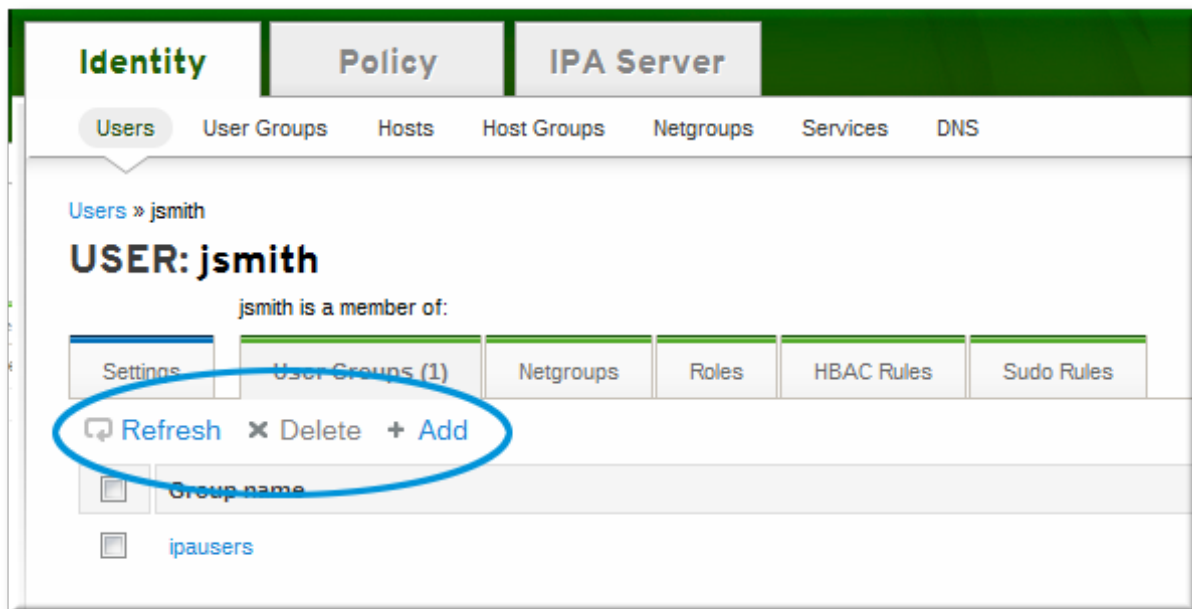 Identity Policy IPA Server
Users User Groups Hosts Host Groups Netgroups Services DNS
Users » jsmith
USER: jsmith
jsmith is a member of:
Settings User Groups (1) Netgroups Roles HBAC Rules Sudo Rules
Refresh Delete + Add
Group name
ipausers